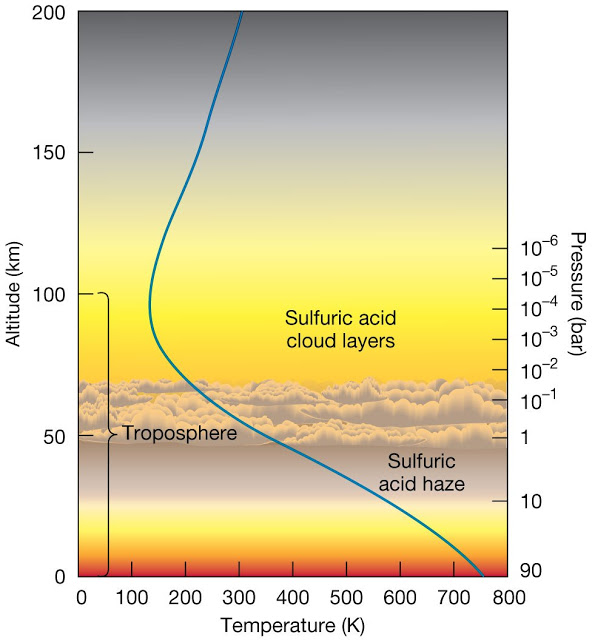 200
150
100
50
0
Altitude (km)
Sulfuric acid
cloud layers
Troposphere
Sulfuric
acid haze
10⁻⁶
10⁻⁵
10⁻⁴
10⁻³
10⁻²
10⁻¹
1
10
90
Pressure (bar)
0 100 200 300 400 500 600 700 800
Temperature (K)